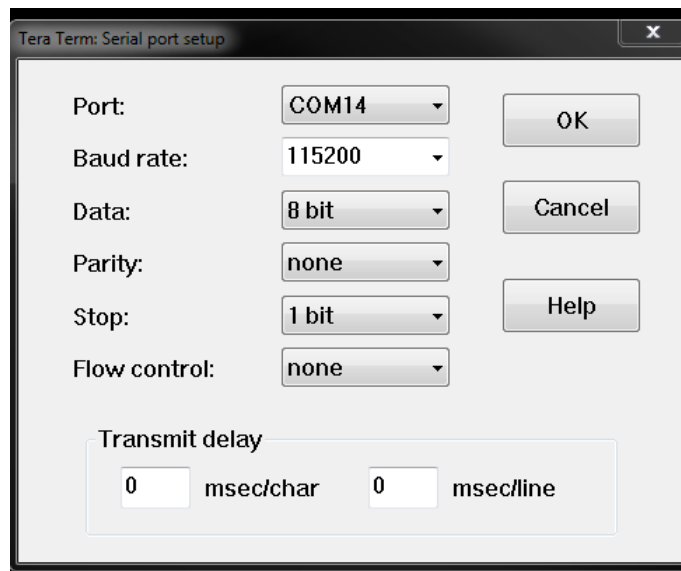 Tera Term: Serial port setup
x
Port: COM14 OK
Baud rate: 115200
Data: 8 bit Cancel
Parity: none
Stop: 1 bit Help
Flow control: none
Transmit delay
0 msec/char 0 msec/line